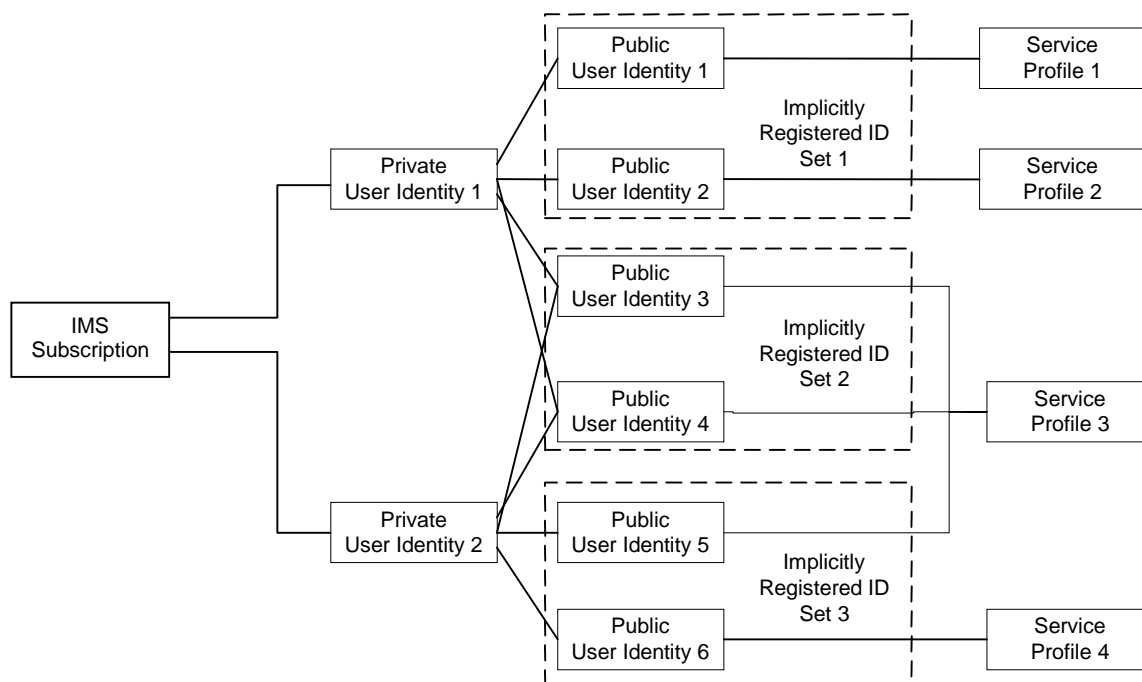 Public
User Identity 1
Service
Profile 1
Implicitly
Registered ID
Set 1
Private
User Identity 1
Public
User Identity 2
Service
Profile 2
Public
User Identity 3
IMS
Subscription
Implicitly
Registered ID
Set 2
Public
User Identity 4
Service
Profile 3
Private
User Identity 2
Public
User Identity 5
Implicitly
Registered ID
Set 3
Public
User Identity 6
Service
Profile 4